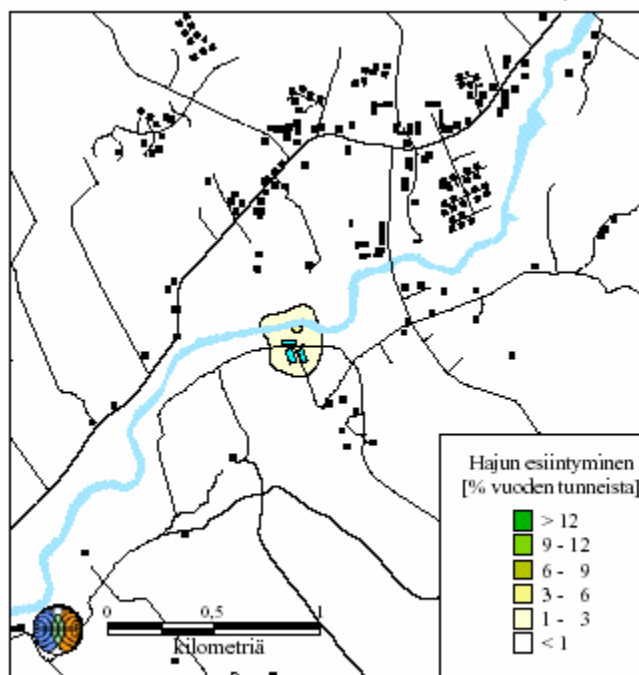 Hajun esiintyminen
[% vuoden tunneista]
> 12
9 - 12
6 - 9
3 - 6
1 - 3
< 1
0 0,5 1
kilometriä